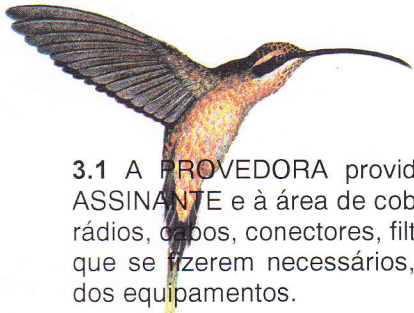 3.1 A PROVEDORA provid
ASSINANTE e à área de cob
rádios, cabos, conectores, filt
que se fizerem necessários,
dos equipamentos.